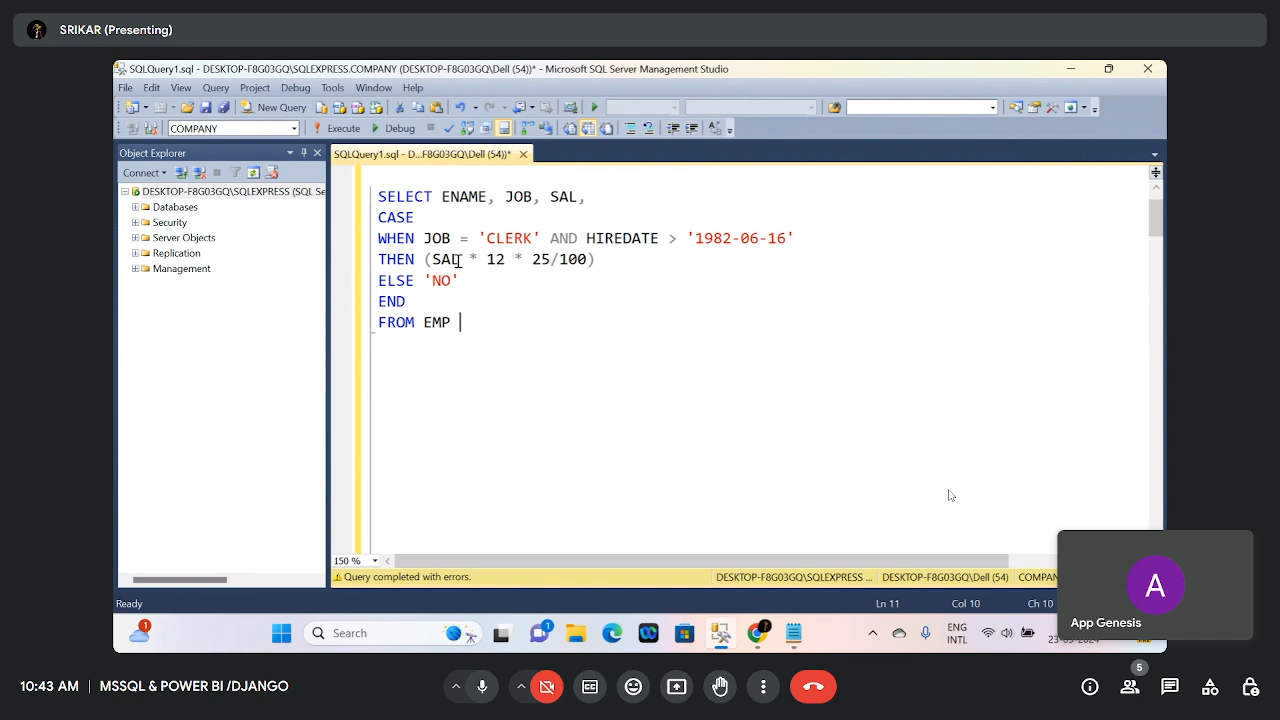 SRIKAR (Presenting)
SQLQuery1.sql - DESKTOP-F8G03GQ\SQLEXPRESS.COMPANY (DESKTOP-F8G03GQ\Dell (54))* - Microsoft SQL Server Management Studio
File Edit View Query Project Debug Tools Window Help
New Query
COMPANY Execute Debug
Object Explorer
SQLQuery1.sql - D...F8G03GQ\Dell (54))*
Connect
DESKTOP-F8G03GQ\SQLEXPRESS (SQL Se
Databases
Security
Server Objects
Replication
Management
SELECT ENAME, JOB, SAL,
CASE
WHEN JOB = 'CLERK' AND HIREDATE > '1982-06-16'
THEN (SAL * 12 * 25/100)
ELSE 'NO'
END
FROM EMP
150 %
Query completed with errors. DESKTOP-F8G03GQ\SQLEXPRESS ... DESKTOP-F8G03GQ\Dell (54) COMPAN
Ready Ln 11 Col 10 Ch 10
A
App Genesis
1 Search 1 7 ENG
INTL
10:43 AM | MSSQL & POWER BI /DJANGO
5